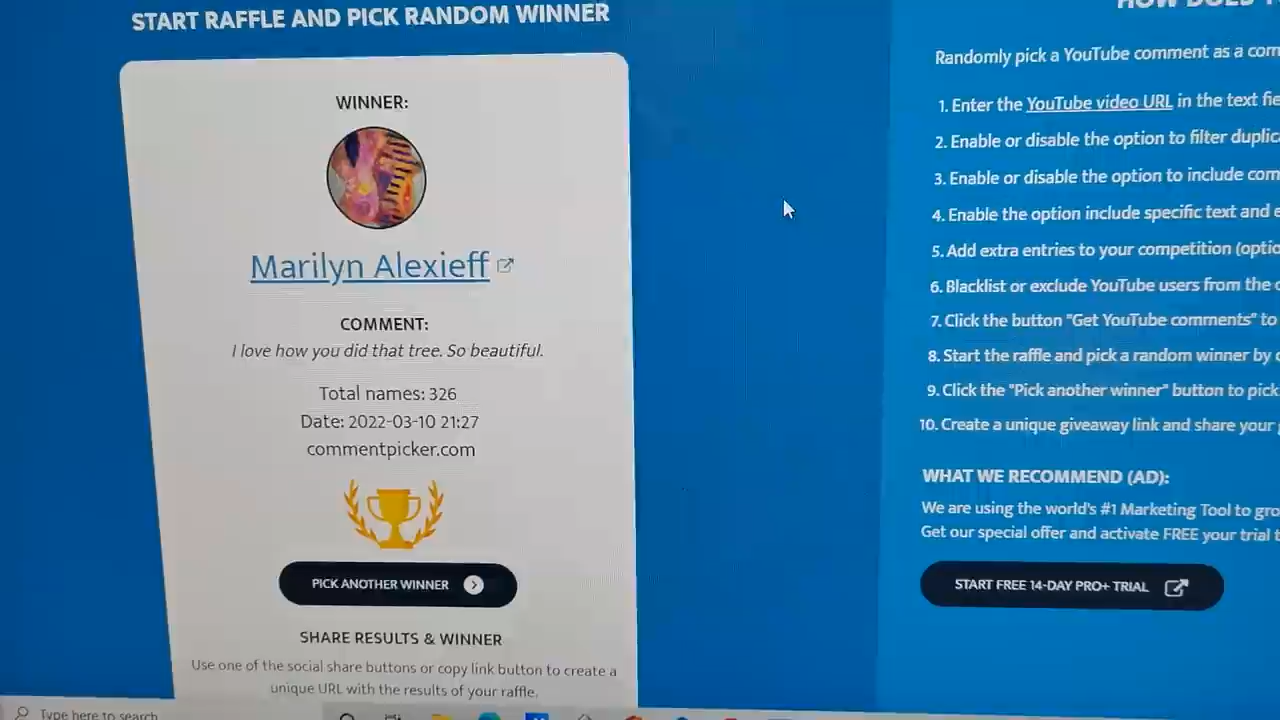 START RAFFLE AND PICK RANDOM WINNER
WINNER:
Marilyn Alexieff
COMMENT:
I love how you did that tree. So beautiful.
Total names: 326
Date: 2022-03-10 21:27
commentpicker.com
PICK ANOTHER WINNER
SHARE RESULTS & WINNER
Use one of the social share buttons or copy link button to create a
unique URL with the results of your raffle.
Type here to search
HOW DOES
Randomly pick a YouTube comment as a
1. Enter the YouTube video URL in the text
2. Enable or disable the option to filter
3. Enable or disable the option to include
4. Enable the option include specific text and
5. Add extra entries to your competition
6. Blacklist or exclude YouTube users from the
7. Click the button "Get YouTube comments" to
8. Start the raffle and pick a random winner by
9. Click the "Pick another winner" button to pick
10. Create a unique giveaway link and share your
WHAT WE RECOMMEND (AD):
We are using the world's #1 Marketing Tool to
Get our special offer and activate FREE your trial
START FREE 14-DAY PRO+ TRIAL